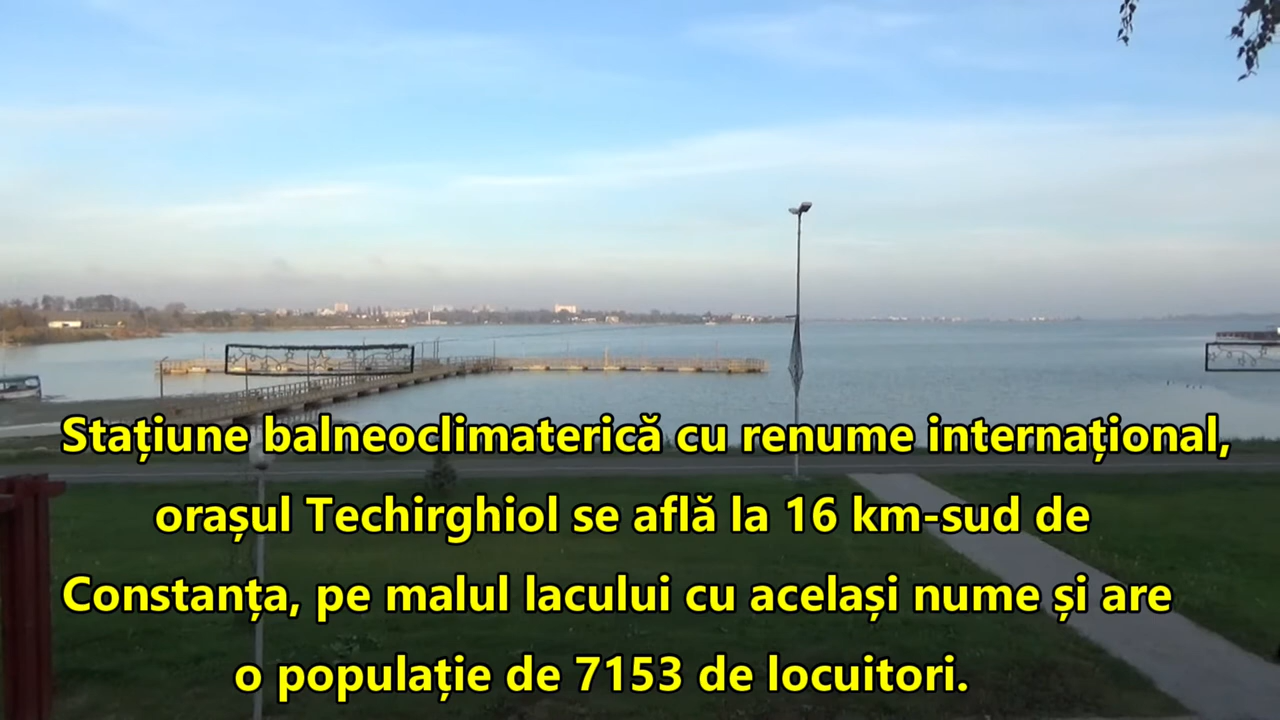 Stațiune balneoclimaterică cu renume internațional,
orașul Techirghiol se află la 16 km-sud de
Constanța, pe malul lacului cu același nume și are
o populație de 7153 de locuitori.